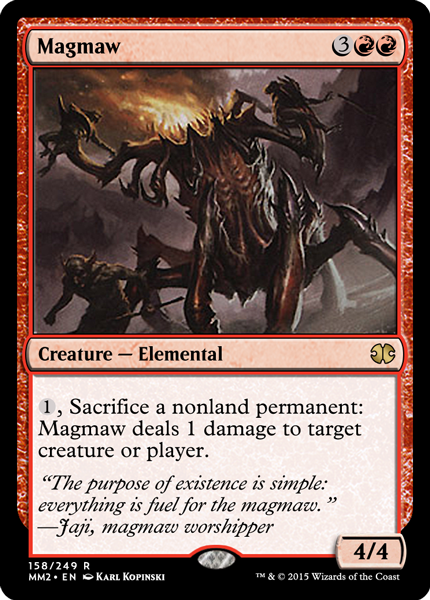 Magmaw 3
Creature — Elemental
1, Sacrifice a nonland permanent:
Magmaw deals 1 damage to target
creature or player.
“The purpose of existence is simple:
everything is fuel for the magmaw.”
—Jaji, magmaw worshipper
4/4
158/249 R
MM2 • EN Karl Kopinski
™ & © 2015 Wizards of the Coast